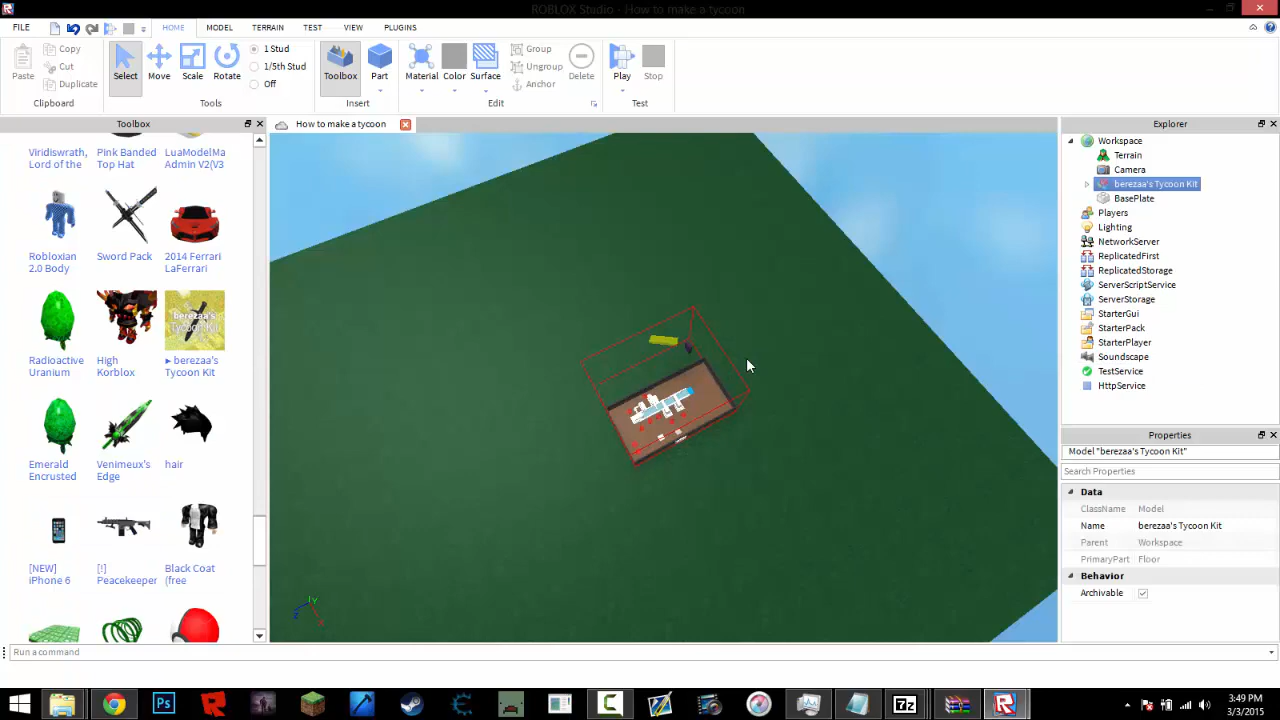 ROBLOX Studio - How to make a tycoon
FILE HOME MODEL TERRAIN TEST VIEW PLUGINS
Paste
Copy
Cut
Duplicate
Clipboard
Select Move Scale Rotate
1 Stud
1/5th Stud
Off
Tools
Toolbox Part
Insert
Material Color Surface
Group
Ungroup
Anchor
Delete
Edit
Play Stop
Test
Toolbox
Viridiswrath, Lord of the
Pink Banded Top Hat
LuaModelMa Admin V2(V3
Robloxian 2.0 Body
Sword Pack
2014 Ferrari LaFerrari
berezaa's
Tycoon Kit
Radioactive Uranium
High Korblox
▸ berezaa's Tycoon Kit
Emerald Encrusted
Venimeux's Edge
hair
[NEW] iPhone 6
[!] Peacekeeper
Black Coat (free
How to make a tycoon
y
z
x
Explorer
Workspace
Terrain
Camera
berezaa's Tycoon Kit
BasePlate
Players
Lighting
NetworkServer
ReplicatedFirst
ReplicatedStorage
ServerScriptService
ServerStorage
StarterGui
StarterPack
StarterPlayer
Soundscape
TestService
HttpService
Properties
Model "berezaa's Tycoon Kit"
Search Properties
Data
ClassName Model
Name berezaa's Tycoon Kit
Parent Workspace
PrimaryPart Floor
Behavior
Archivable
Run a command
Ps
7z
3:49 PM
3/3/2015